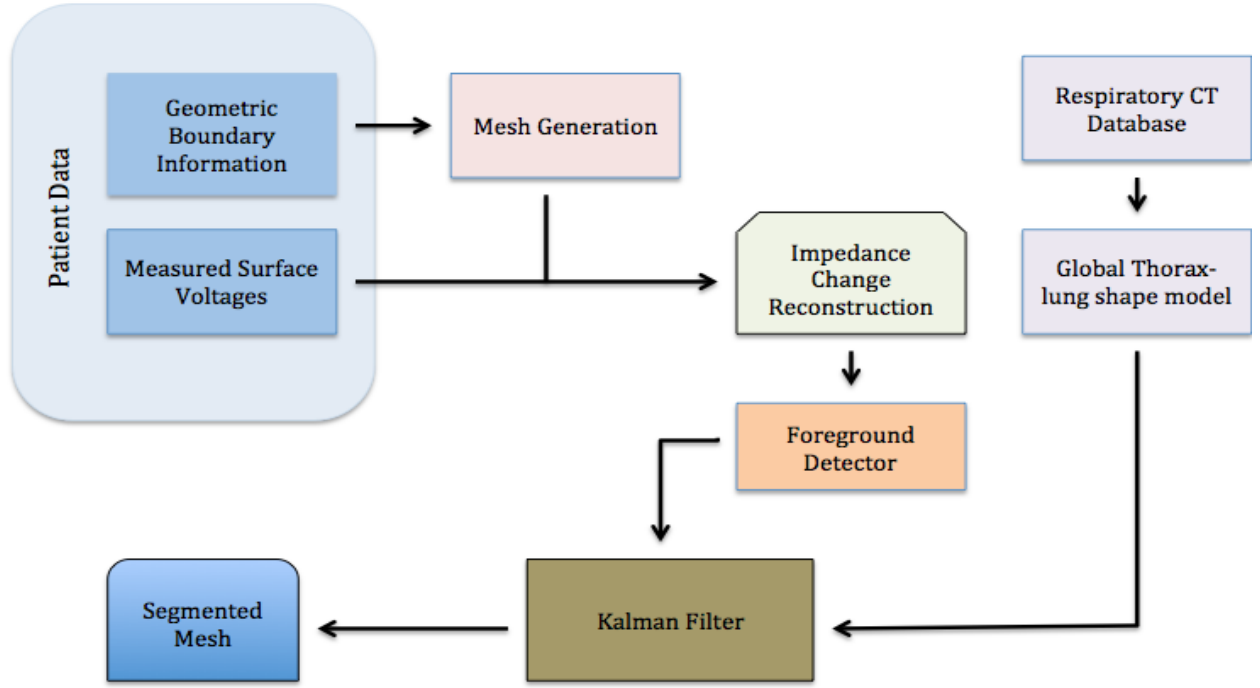 Patient Data
Geometric
Boundary
Information
Measured Surface
Voltages
Mesh Generation
Impedance
Change
Reconstruction
Foreground
Detector
Respiratory CT
Database
Global Thorax-
lung shape model
Kalman Filter
Segmented
Mesh